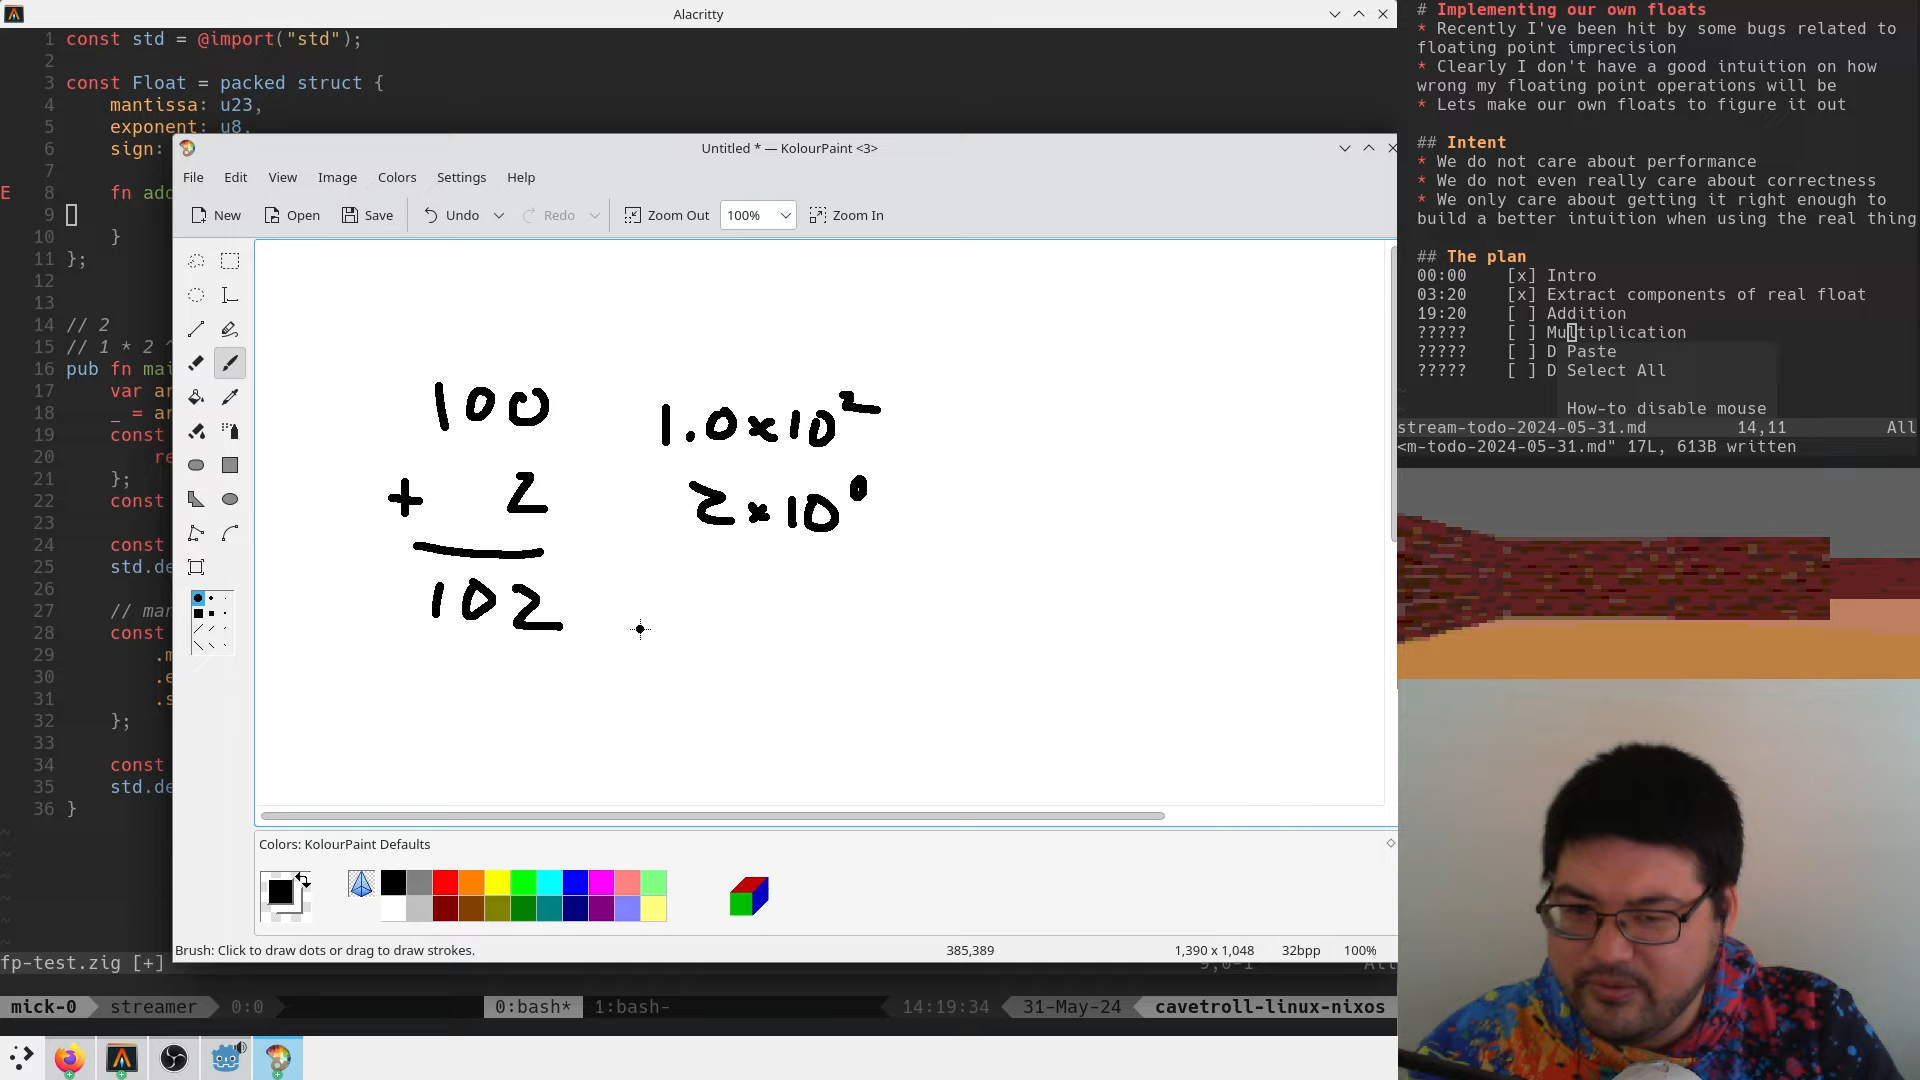 Alacritty
1 const std = @import("std");
2
3 const Float = packed struct {
4 mantissa: u23,
5 exponent: u8,
6 sign:
7
E 8 fn add
9
10 }
11 };
12
13
14 // 2
15 // 1 * 2 ^
16 pub fn mai
17 var ar
18 _ = ar
19 const
20 re
21 };
22 const
23
24 const
25 std.de
26
27 // man
28 const
29 .m
30 .e
31 .s
32 };
33
34 const
35 std.de
36 }
~
~
~
~
~
~
fp-test.zig [+] 9,0-1 All
mick-0 streamer 0:0 0:bash* 1:bash- 14:19:34 31-May-24 cavetroll-linux-nixos
Untitled * — KolourPaint <3>
File Edit View Image Colors Settings Help
New Open Save Undo Redo Zoom Out 100% Zoom In
100 1.0x10²
+ 2 2x10⁰
102
Colors: KolourPaint Defaults
Brush: Click to draw dots or drag to draw strokes. 385,389 1,390 x 1,048 32bpp 100%
# Implementing our own floats
* Recently I've been hit by some bugs related to
floating point imprecision
* Clearly I don't have a good intuition on how
wrong my floating point operations will be
* Lets make our own floats to figure it out
## Intent
* We do not care about performance
* We do not even really care about correctness
* We only care about getting it right enough to
build a better intuition when using the real thing
## The plan
00:00 [x] Intro
03:20 [x] Extract components of real float
19:20 [ ] Addition
????? [ ] Multiplication
????? [ ] D Paste
????? [ ] D Select All
~
How-to disable mouse
stream-todo-2024-05-31.md 14,11 All
<m-todo-2024-05-31.md" 17L, 613B written